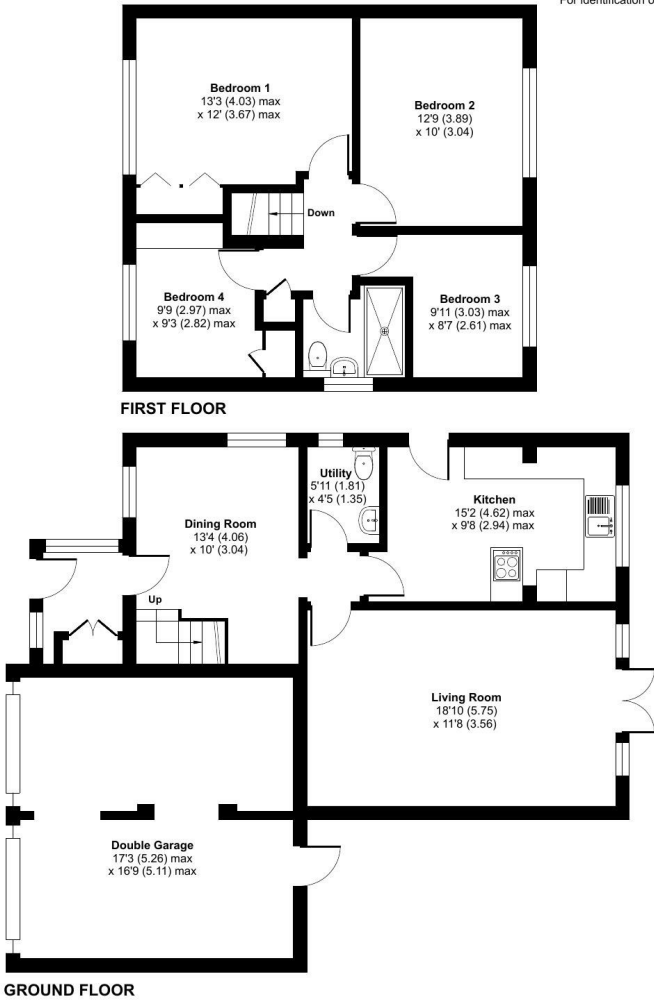 For identification o
Bedroom 1
13'3 (4.03) max
x 12' (3.67) max
Bedroom 2
12'9 (3.89)
x 10' (3.04)
Down
Bedroom 4
9'9 (2.97) max
x 9'3 (2.82) max
Bedroom 3
9'11 (3.03) max
x 8'7 (2.61) max
FIRST FLOOR
Utility
5'11 (1.81)
x 4'5 (1.35)
Kitchen
15'2 (4.62) max
x 9'8 (2.94) max
Dining Room
13'4 (4.06)
x 10' (3.04)
Up
Living Room
18'10 (5.75)
x 11'8 (3.56)
Double Garage
17'3 (5.26) max
x 16'9 (5.11) max
GROUND FLOOR